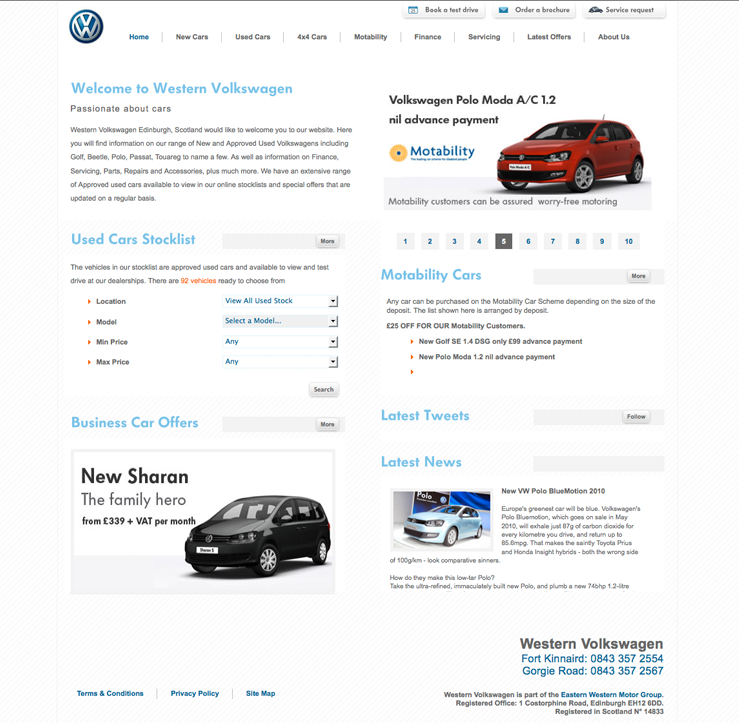 Book a test drive
Order a brochure
Service request
Home
New Cars
Used Cars
4x4 Cars
Motability
Finance
Servicing
Latest Offers
About Us
Welcome to Western Volkswagen
Passionate about cars
Western Volkswagen Edinburgh, Scotland would like to welcome you to our website. Here
you will find information on our range of New and Approved Used Volkswagens including
Golf, Beetle, Polo, Passat, Touareg to name a few. As well as information on Finance,
Servicing, Parts, Repairs and Accessories, plus much more. We have an extensive
range of Approved used cars available to view in our online stocklists and special offers that are
updated on a regular basis.
Volkswagen Polo Moda A/C 1.2
nil advance payment
Motability
The leading car scheme for disabled people
Polo Moda A/C
Motability customers can be assured worry-free motoring
1 2 3 4 5 6 7 8 9 10
Used Cars Stocklist
More
The vehicles in our stocklist are approved used cars and available to view and test
drive at our dealerships. There are 92 vehicles ready to choose from
Location
View All Used Stock
Model
Select a Model...
Min Price
Any
Max Price
Any
Search
Motability Cars
More
Any car can be purchased on the Motability Car Scheme depending on the size of the
deposit. The list shown here is arranged by deposit.
£25 OFF FOR OUR Motability Customers.
New Golf SE 1.4 DSG only £99 advance payment
New Polo Moda 1.2 nil advance payment
Business Car Offers
More
New Sharan
The family hero
from £339 + VAT per month
Sharan S
Latest Tweets
Follow
Latest News
Polo
New VW Polo BlueMotion 2010
Europe's greenest car will be blue. Volkswagen's
Polo Bluemotion, which goes on sale in May
2010, will exhale just 87g of carbon dioxide for
every kilometre you drive, and return up to
85.6mpg. That makes the saintly Toyota Prius
and Honda Insight hybrids - both the wrong side
of 100g/km - look comparative sinners.
How do they make this low-tar Polo?
Take the ultra-refined, immaculately built new Polo, and plumb a new 74bhp 1.2-litre
Western Volkswagen
Fort Kinnaird: 0843 357 2554
Gorgie Road: 0843 357 2567
Terms & Conditions
Privacy Policy
Site Map
Western Volkswagen is part of the Eastern Western Motor Group.
Registered Office: 1 Costorphine Road, Edinburgh EH12 6DD.
Registered in Scotland N° 14833